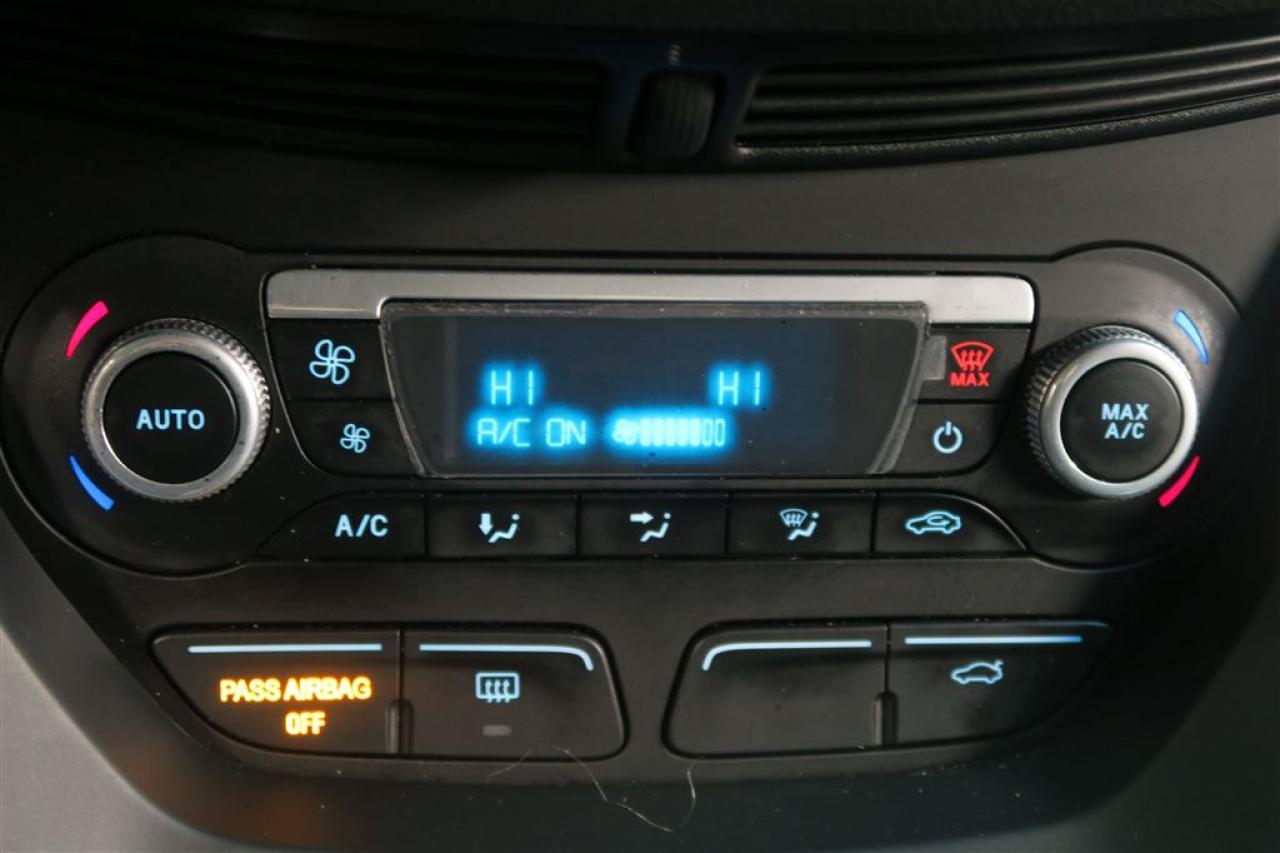 HI HI
A/C ON
MAX
AUTO
MAX
A/C
A/C
PASS AIRBAG
OFF